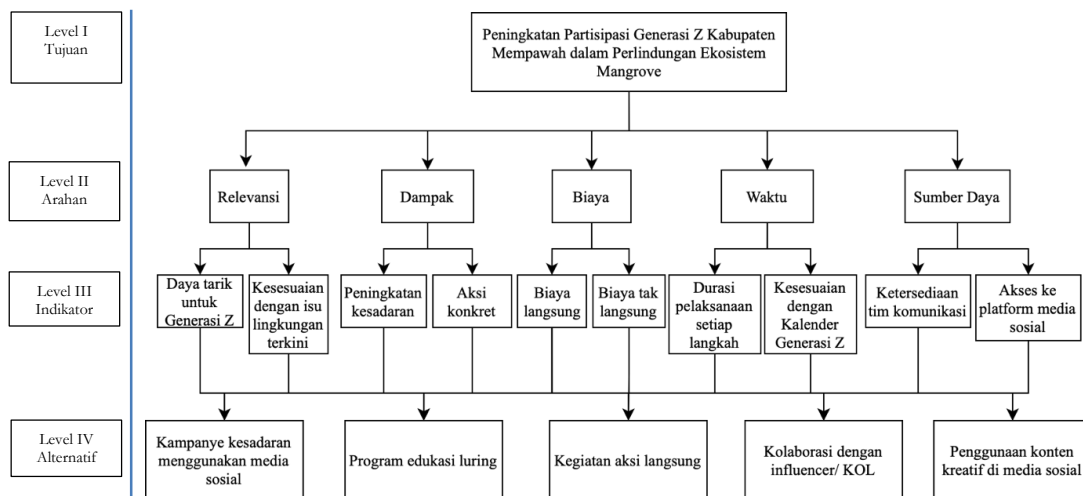 Level I
Tujuan
Peningkatan Partisipasi Generasi Z Kabupaten
Mempawah dalam Perlindungan Ekosistem
Mangrove
Level II
Arahan
Relevansi
Dampak
Biaya
Waktu
Sumber Daya
Level III
Indikator
Daya tarik
untuk
Generasi Z
Kesesuaian
dengan isu
lingkungan
terkini
Peningkatan
kesadaran
Aksi
konkret
Biaya
langsung
Biaya tak
langsung
Durasi
pelaksanaan
setiap
langkah
Kesesuaian
dengan
Kalender
Generasi Z
Ketersediaan
tim komunikasi
Akses ke
platform media
sosial
Level IV
Alternatif
Kampanye kesadaran
menggunakan media
sosial
Program edukasi luring
Kegiatan aksi langsung
Kolaborasi dengan
influencer/ KOL
Penggunaan konten
kreatif di media sosial